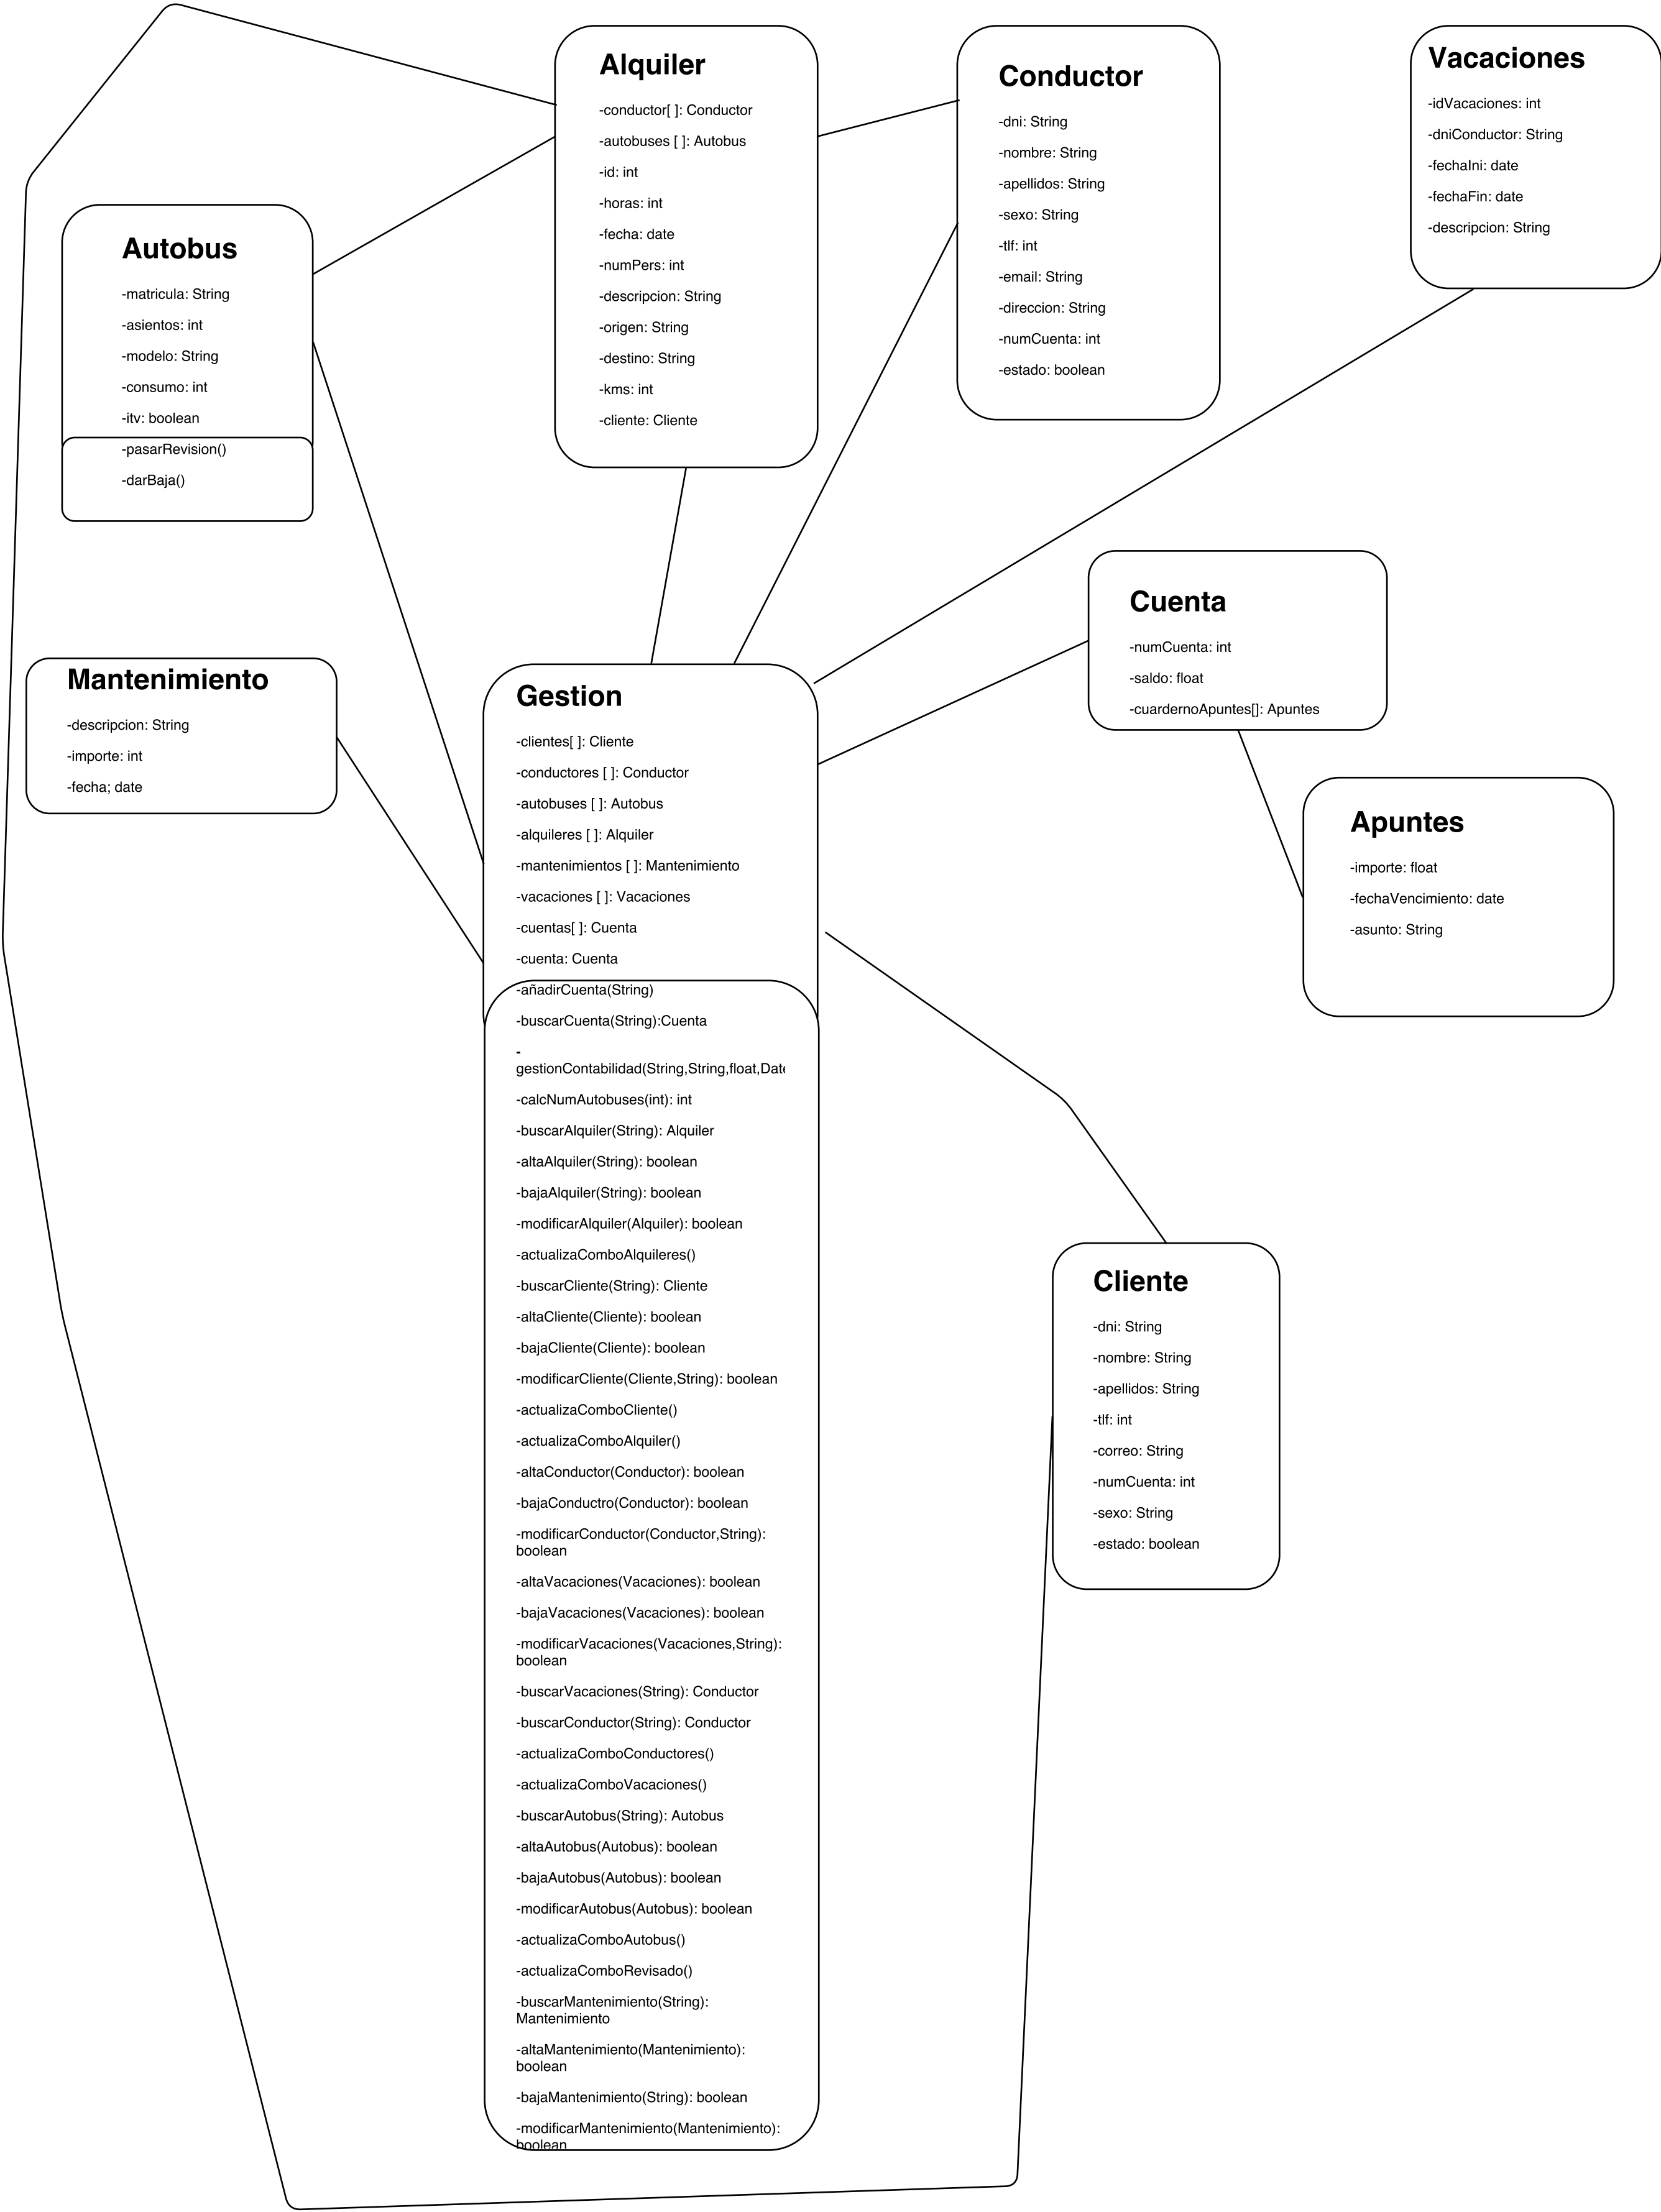 Alquiler
-conductor[ ]: Conductor
-autobuses [ ]: Autobus
-id: int
-horas: int
-fecha: date
-numPers: int
-descripcion: String
-origen: String
-destino: String
-kms: int
-cliente: Cliente
Conductor
-dni: String
-nombre: String
-apellidos: String
-sexo: String
-tlf: int
-email: String
-direccion: String
-numCuenta: int
-estado: boolean
Vacaciones
-idVacaciones: int
-dniConductor: String
-fechaIni: date
-fechaFin: date
-descripcion: String
Autobus
-matricula: String
-asientos: int
-modelo: String
-consumo: int
-itv: boolean
-pasarRevision()
-darBaja()
Cuenta
-numCuenta: int
-saldo: float
-cuardernoApuntes[]: Apuntes
Mantenimiento
-descripcion: String
-importe: int
-fecha; date
Gestion
-clientes[ ]: Cliente
-conductores [ ]: Conductor
-autobuses [ ]: Autobus
-alquileres [ ]: Alquiler
-mantenimientos [ ]: Mantenimiento
-vacaciones [ ]: Vacaciones
-cuentas[ ]: Cuenta
-cuenta: Cuenta
-añadirCuenta(String)
-buscarCuenta(String):Cuenta
-
gestionContabilidad(String,String,float,Date
-calcNumAutobuses(int): int
-buscarAlquiler(String): Alquiler
-altaAlquiler(String): boolean
-bajaAlquiler(String): boolean
-modificarAlquiler(Alquiler): boolean
-actualizaComboAlquileres()
-buscarCliente(String): Cliente
-altaCliente(Cliente): boolean
-bajaCliente(Cliente): boolean
-modificarCliente(Cliente,String): boolean
-actualizaComboCliente()
-actualizaComboAlquiler()
-altaConductor(Conductor): boolean
-bajaConductro(Conductor): boolean
-modificarConductor(Conductor,String):
boolean
-altaVacaciones(Vacaciones): boolean
-bajaVacaciones(Vacaciones): boolean
-modificarVacaciones(Vacaciones,String):
boolean
-buscarVacaciones(String): Conductor
-buscarConductor(String): Conductor
-actualizaComboConductores()
-actualizaComboVacaciones()
-buscarAutobus(String): Autobus
-altaAutobus(Autobus): boolean
-bajaAutobus(Autobus): boolean
-modificarAutobus(Autobus): boolean
-actualizaComboAutobus()
-actualizaComboRevisado()
-buscarMantenimiento(String):
Mantenimiento
-altaMantenimiento(Mantenimiento):
boolean
-bajaMantenimiento(String): boolean
-modificarMantenimiento(Mantenimiento):
boolean
Apuntes
-importe: float
-fechaVencimiento: date
-asunto: String
Cliente
-dni: String
-nombre: String
-apellidos: String
-tlf: int
-correo: String
-numCuenta: int
-sexo: String
-estado: boolean